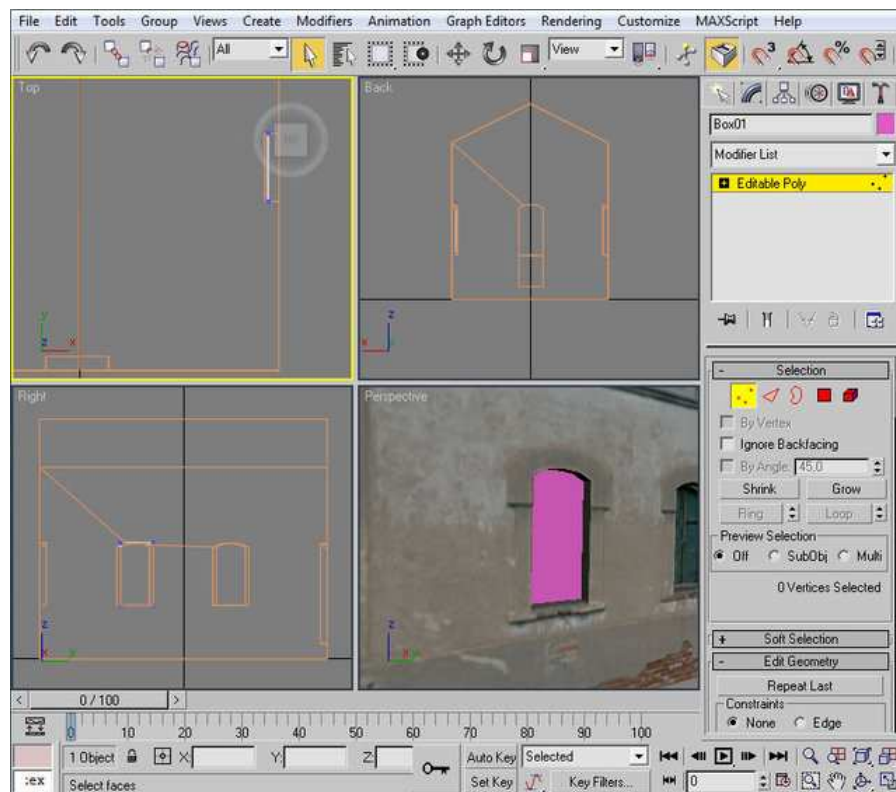 File Edit Tools Group Views Create Modifiers Animation Graph Editors Rendering Customize MAXScript Help
All
View
3
%
Top
Back
Box01
Modifier List
Editable Poly
y
z
x
z
x
Selection
By Vertex
Ignore Backfacing
By Angle: 45,0
Shrink Grow
Ring Loop
Preview Selection
Off SubObj Multi
0 Vertices Selected
Right
Perspective
z
x
y
z
Soft Selection
Edit Geometry
Repeat Last
Constraints
None Edge
0 / 100
0 10 20 30 40 50 60 70 80 90 100
1 Object X: Y: Z: Auto Key Selected
:ex Select faces Set Key Key Filters... 0